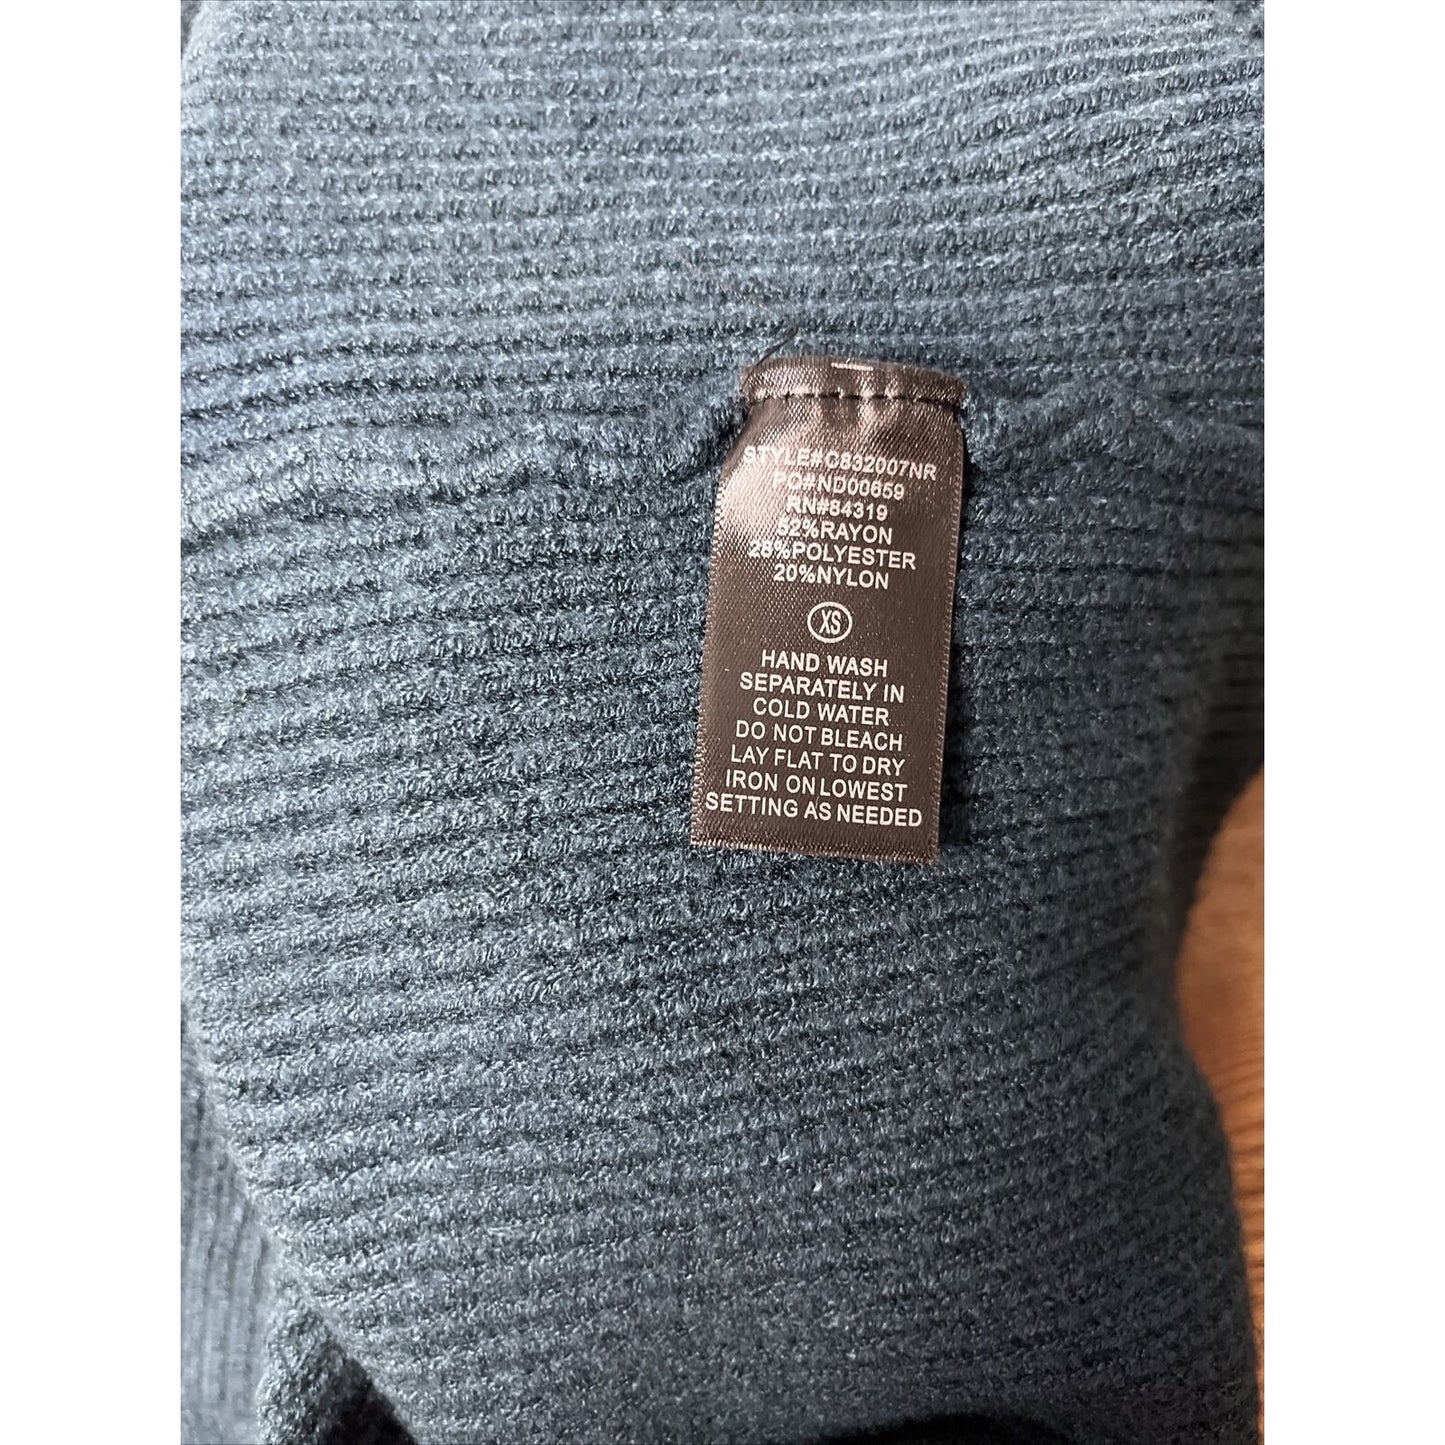 STYLE#C832007NR
PO#ND00659
RN#84319
52%RAYON
28%POLYESTER
20%NYLON
XS
HAND WASH
SEPARATELY IN
COLD WATER
DO NOT BLEACH
LAY FLAT TO DRY
IRON ON LOWEST
SETTING AS NEEDED